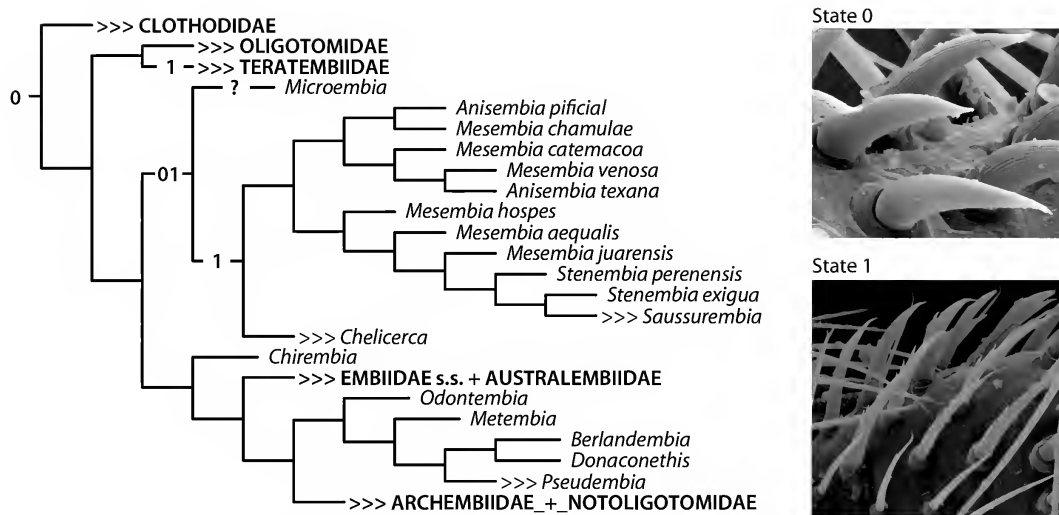 >>> CLOTHODIDAE
>>> OLIGOTOMIDAE
1 >>> TERATEMBIIDAE
? Microembia
0
Anisembia pificial
Mesembia chamulae
Mesembia catemacoa
01
Mesembia venosa
Anisembia texana
Mesembia hospes
Mesembia aequalis
Mesembia juarensis
1
Stenembia perenensis
Stenembia exigua
>>> Saussurembia
>>> Chelicerca
Chirembia
>>> EMBIIDAE s.s. + AUSTRALEMBIIDAE
Odontembia
Metembia
Berlandembia
Donaconethis
>>> Pseudembia
>>> ARCHEMBIIDAE_+_NOTOLIGOTOMIDAE
State 0
State 1